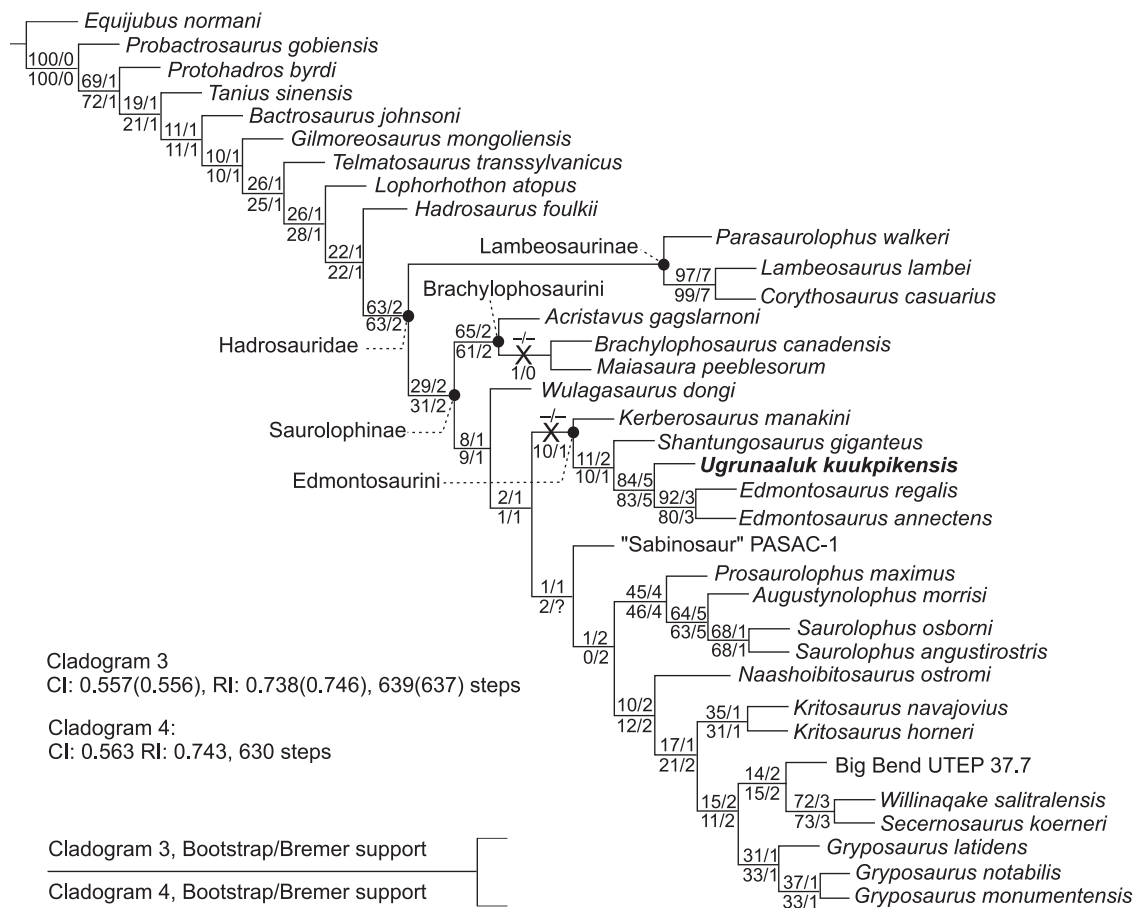 Equijubus normani
Probactrosaurus gobiensis
100/0
100/0
Protohadros byrdi
69/1
72/1
Tanius sinensis
19/1
21/1
Bactrosaurus johnsoni
11/1
11/1
Gilmoreosaurus mongoliensis
10/1
10/1
Telmatosaurus transsylvanicus
26/1
25/1
Lophorhothon atopus
26/1
28/1
Hadrosaurus foulkii
22/1
22/1
Lambeosaurinae
Parasaurolophus walkeri
97/7
99/7
Lambeosaurus lambei
Corythosaurus casuarius
63/2
63/2
Hadrosauridae
Brachylophosaurini
65/2
61/2
Acristavus gagslarnoni
-/-
X
1/0
Brachylophosaurus canadensis
Maiasaura peeblesorum
29/2
31/2
Saurolophinae
Wulagasaurus dongi
8/1
9/1
-/-
X
10/1
Edmontosaurini
Kerberosaurus manakini
11/2
10/1
Shantungosaurus giganteus
84/5
83/5
Ugrunaaluk kuukpikensis
92/3
80/3
Edmontosaurus regalis
Edmontosaurus annectens
2/1
1/1
"Sabinosaur" PASAC-1
1/1
2/?
45/4
46/4
Prosaurolophus maximus
64/5
63/5
Augustynolophus morrisi
68/1
68/1
Saurolophus osborni
Saurolophus angustirostris
1/2
0/2
Naashoibitosaurus ostromi
10/2
12/2
35/1
31/1
Kritosaurus navajovius
Kritosaurus horneri
17/1
21/2
14/2
15/2
Big Bend UTEP 37.7
72/3
73/3
Willinaqake salitralensis
Secernosaurus koerneri
15/2
11/2
31/1
33/1
Gryposaurus latidens
37/1
33/1
Gryposaurus notabilis
Gryposaurus monumentensis
Cladogram 3
CI: 0.557(0.556), RI: 0.738(0.746), 639(637) steps
Cladogram 4:
CI: 0.563 RI: 0.743, 630 steps
Cladogram 3, Bootstrap/Bremer support
Cladogram 4, Bootstrap/Bremer support